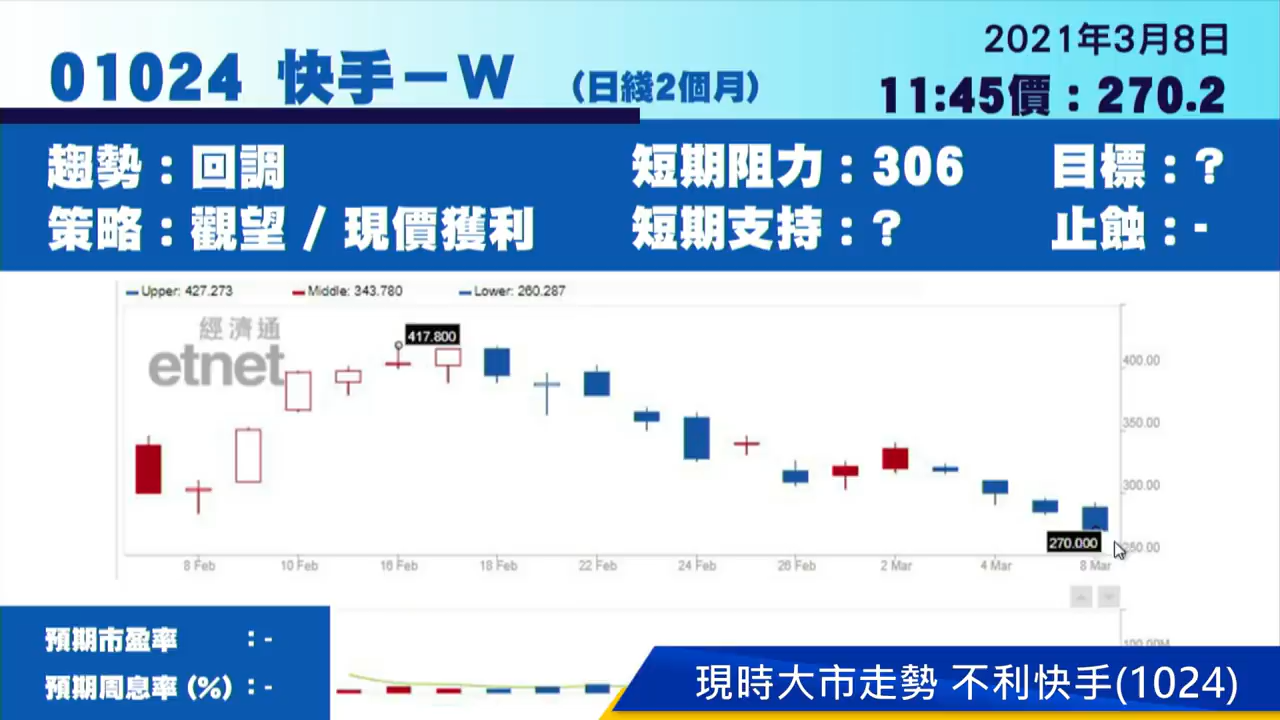 2021年3月8日
01024 快手－W (日綫2個月)
11:45價：270.2
趨勢：回調 短期阻力：306 目標：?
策略：觀望 / 現價獲利 短期支持：? 止蝕：-
Upper: 427.273 Middle: 343.780 Lower: 260.287
經濟通
etnet
417.800
400.00
350.00
300.00
270.000
250.00
8 Feb 10 Feb 16 Feb 18 Feb 22 Feb 24 Feb 26 Feb 2 Mar 4 Mar 8 Mar
預期市盈率 ：-
預期周息率 (%)：-
現時大市走勢 不利快手(1024)